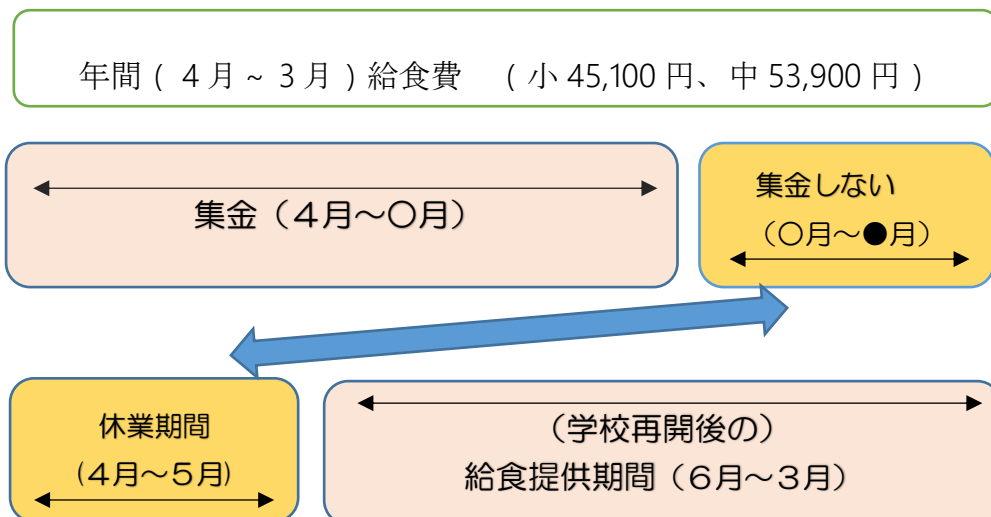 年間（４月～３月）給食費　（小 45,100 円、中 53,900 円）
集金（４月～〇月）
集金しない
（〇月～●月）
休業期間
(４月～５月)
（学校再開後の）
給食提供期間（６月～３月）